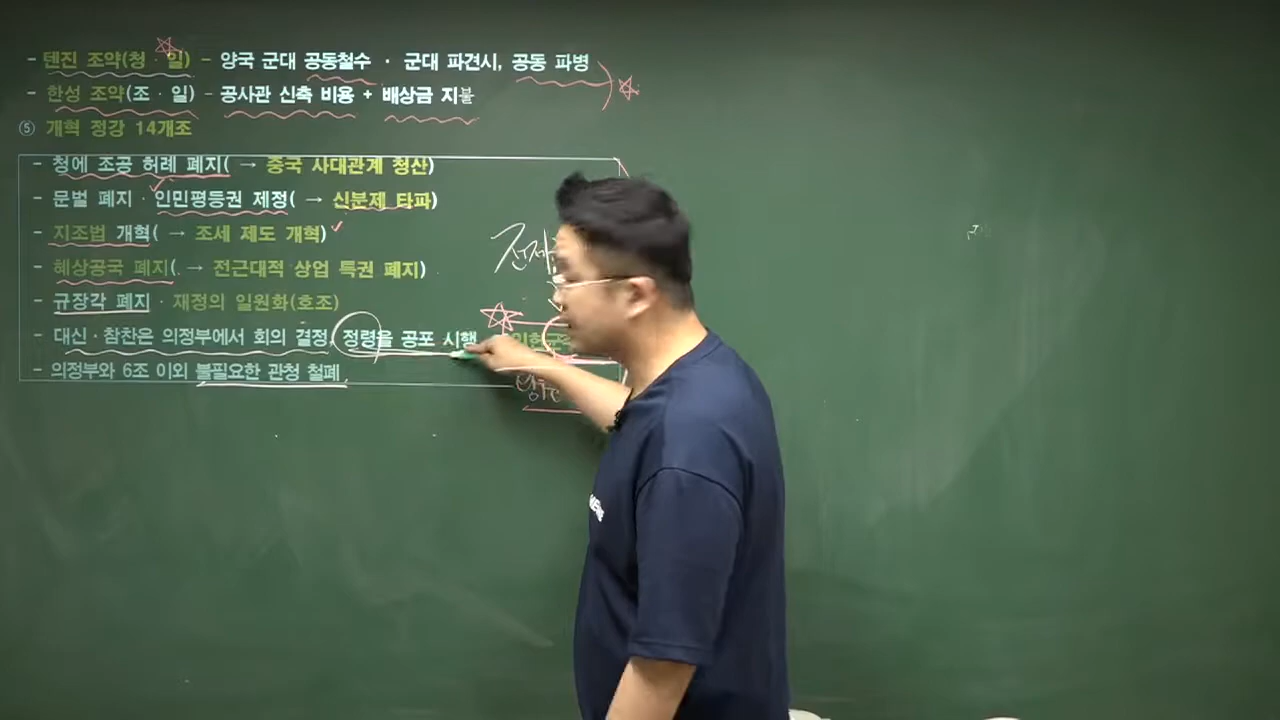 - 텐진 조약(청 · 일) - 양국 군대 공동철수 · 군대 파견시, 공동 파병
- 한성 조약(조 · 일) - 공사관 신축 비용 + 배상금 지불
⑤ 개혁 정강 14개조
- 청에 조공 허례 폐지( → 중국 사대관계 청산)
- 문벌 폐지 · 인민평등권 제정( → 신분제 타파)
- 지조법 개혁( → 조세 제도 개혁)
- 혜상공국 폐지( → 전근대적 상업 특권 폐지)
- 규장각 폐지 · 재정의 일원화(호조)
- 대신 · 참찬은 의정부에서 회의 결정, 정령을 공포 시행
- 의정부와 6조 이외 불필요한 관청 철폐